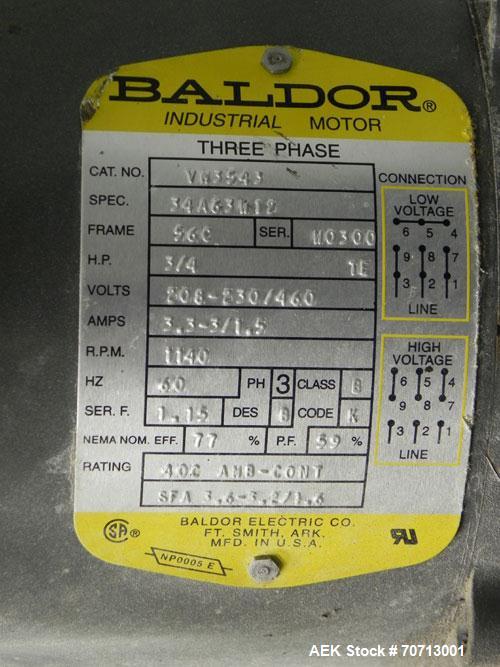 BALDOR®
INDUSTRIAL MOTOR
THREE PHASE
CAT. NO. VM3543
SPEC. 34A63W12
FRAME 56C SER. W0300
H.P. 3/4 TE
VOLTS 208-230/460
AMPS 3.3-3/1.5
R.P.M. 1140
HZ 60 PH 3 CLASS B
SER. F. 1.15 DES B CODE K
NEMA NOM. EFF. 77 % P.F. 59 %
RATING 40C AMB-CONT
SFA 3.6-3.2/1.6
CONNECTION
LOW
VOLTAGE
6 5 4
9 8 7
3 2 1
LINE
HIGH
VOLTAGE
6 5 4
9 8 7
3 2 1
LINE
BALDOR ELECTRIC CO.
FT. SMITH, ARK.
MFD. IN U.S.A.
SA ®
NP0005 E
AEK Stock # 70713001